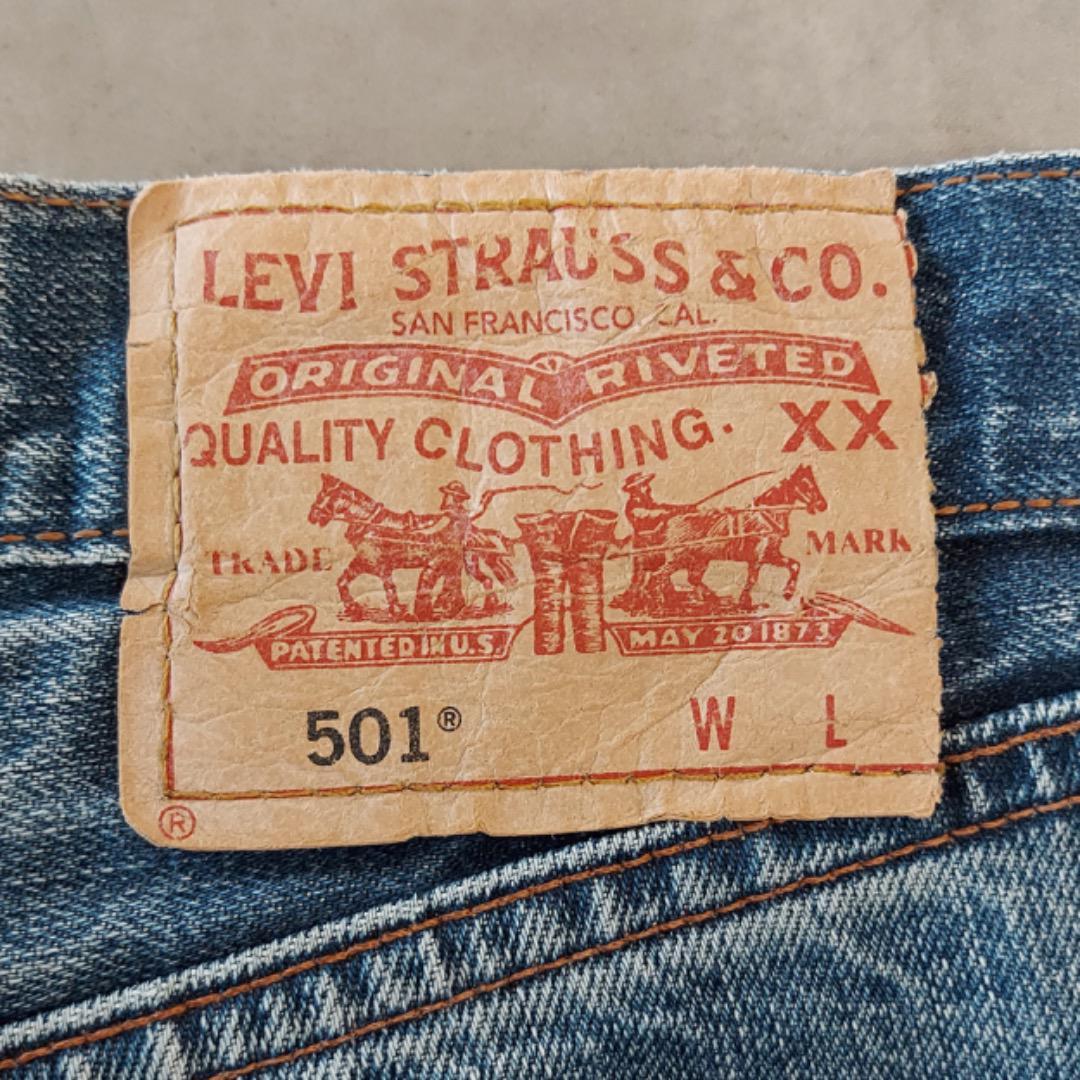 LEVI STRAUSS & CO.
SAN FRANCISCO, CAL.
ORIGINAL RIVETED
QUALITY CLOTHING. XX
TRADE MARK
PATENTED IN U.S. MAY 20 1873
501® W L
®